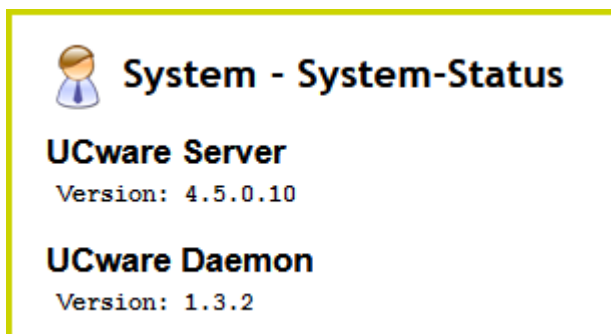 System - System-Status
UCware Server
Version: 4.5.0.10
UCware Daemon
Version: 1.3.2